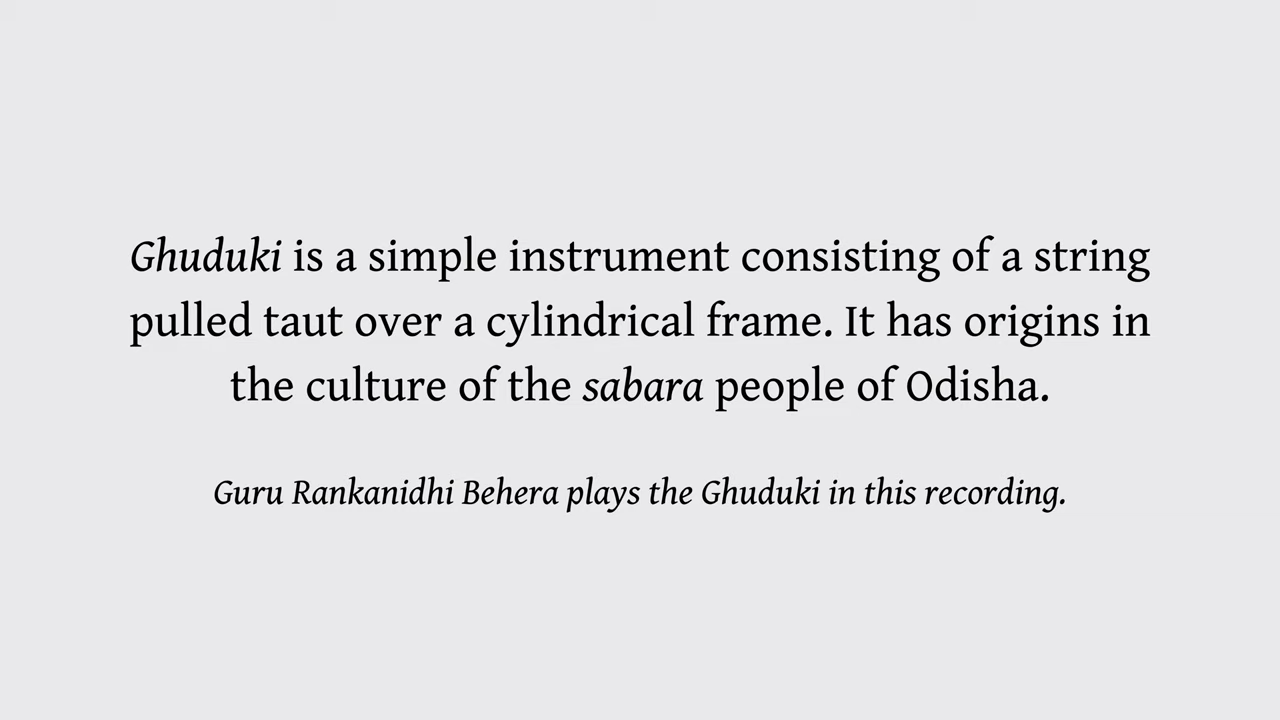 Ghuduki is a simple instrument consisting of a string
pulled taut over a cylindrical frame. It has origins in
the culture of the sabara people of Odisha.
Guru Rankanidhi Behera plays the Ghuduki in this recording.